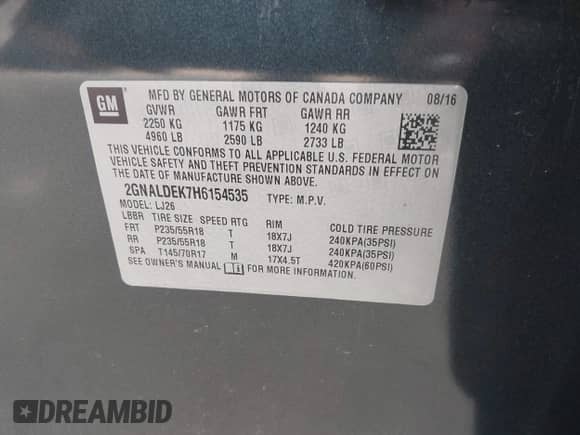 GM
MFD BY GENERAL MOTORS OF CANADA COMPANY 08/16
GVWR GAWR FRT GAWR RR
2250 KG 1175 KG 1240 KG
4960 LB 2590 LB 2733 LB
THIS VEHICLE CONFORMS TO ALL APPLICABLE U.S. FEDERAL MOTOR
VEHICLE SAFETY AND THEFT PREVENTION STANDARDS IN EFFECT ON
THE DATE OF MANUFACTURE SHOWN ABOVE.
2GNALDEK7H6154535 TYPE: M.P.V.
MODEL: LJ26
LBBR TIRE SIZE SPEED RTG RIM COLD TIRE PRESSURE
FRT P235/55R18 T 18X7J 240KPA(35PSI)
RR P235/55R18 T 18X7J 240KPA(35PSI)
SPA T145/70R17 M 17X4.5T 420KPA(60PSI)
SEE OWNER'S MANUAL FOR MORE INFORMATION.
DREAMBID